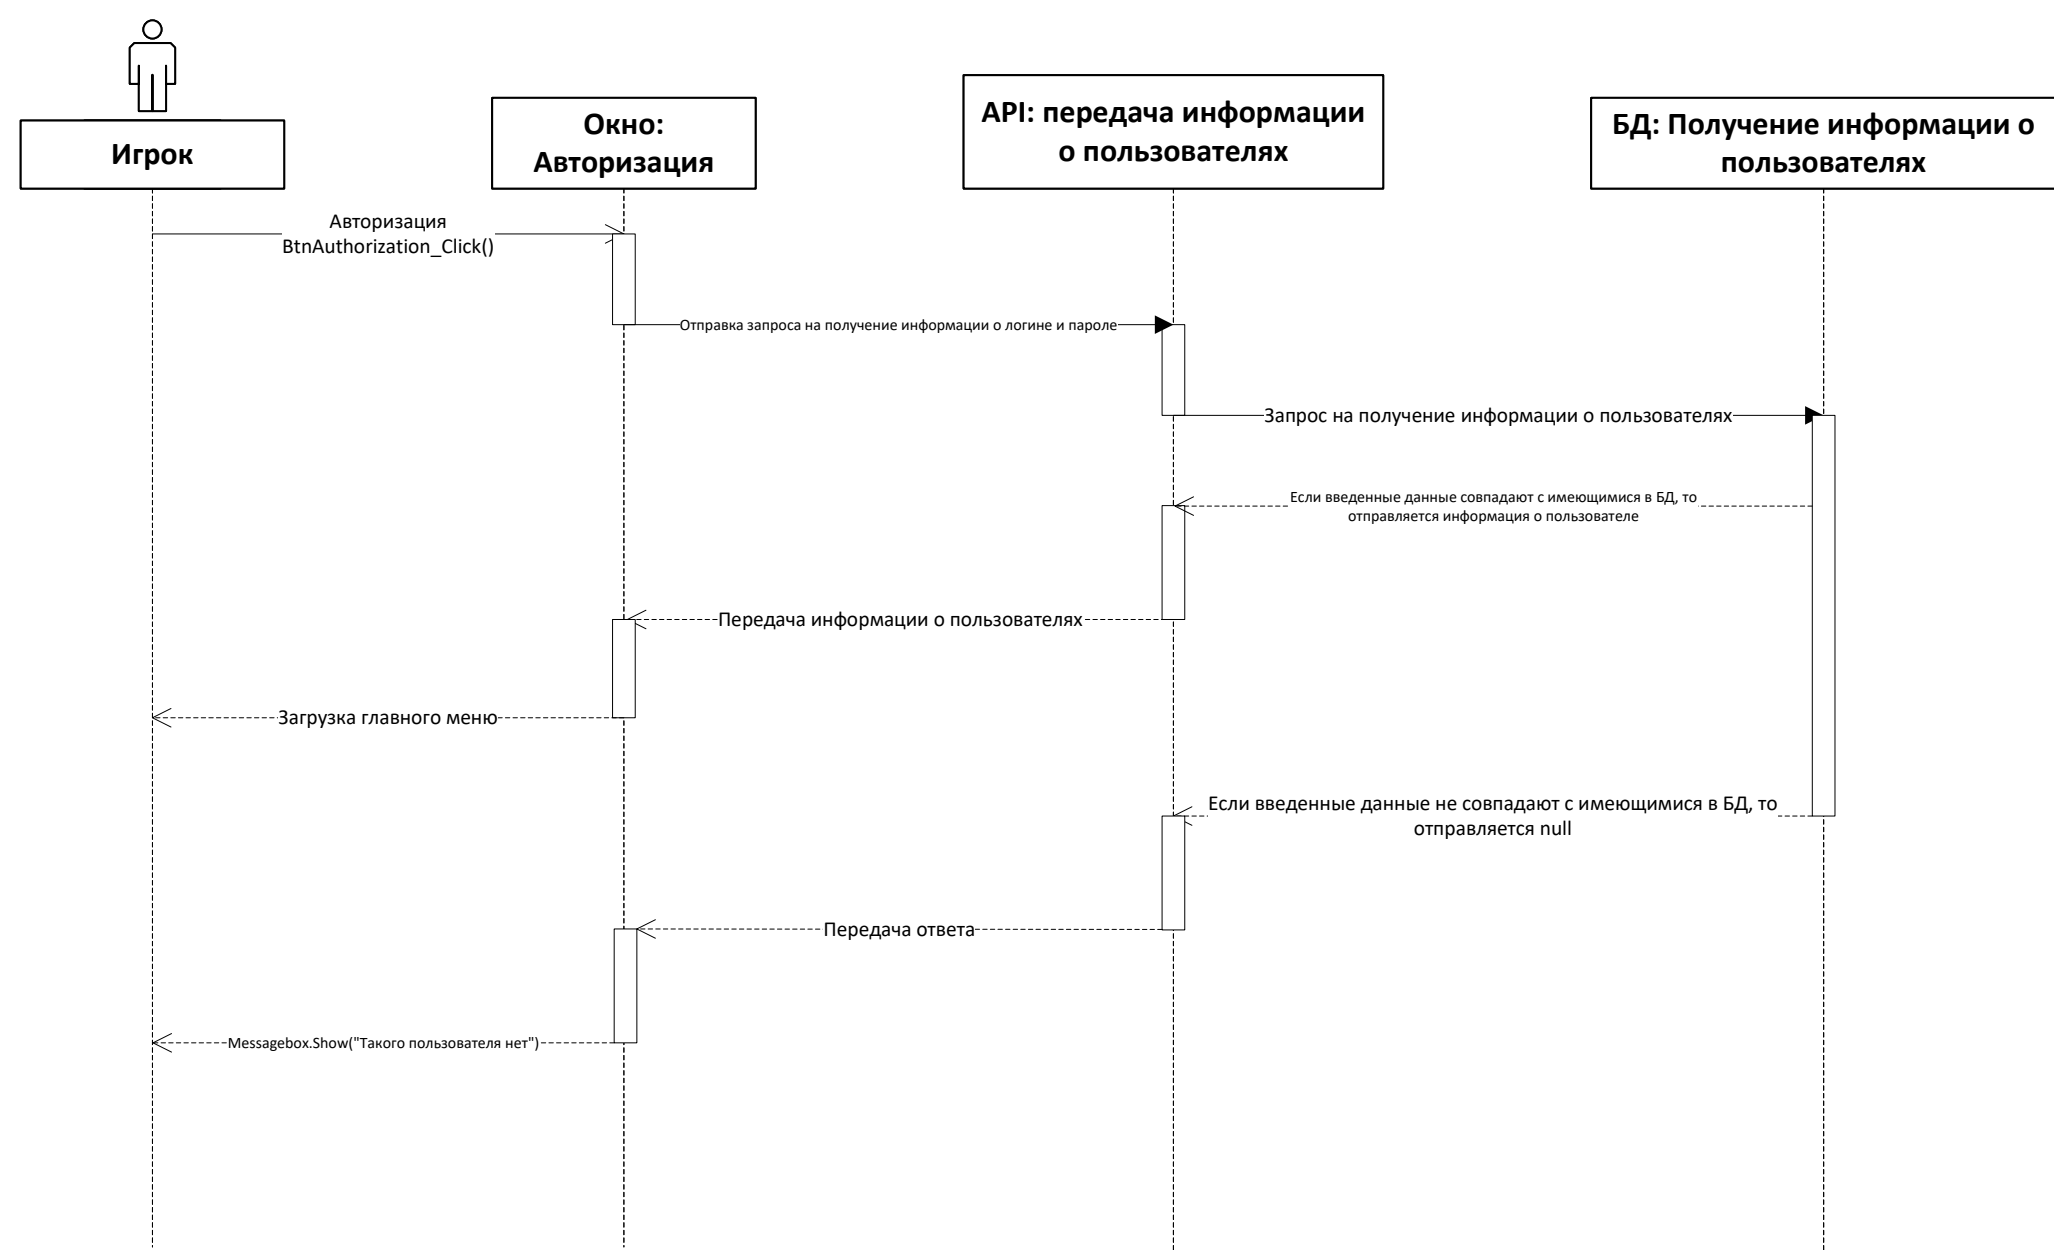 Игрок
Окно:
Авторизация
API: передача информации
о пользователях
БД: Получение информации о
пользователях
Авторизация
BtnAuthorization_Click()
Отправка запроса на получение информации о логине и пароле
Запрос на получение информации о пользователях
Если введенные данные совпадают с имеющимися в БД, то
отправляется информация о пользователе
Передача информации о пользователях
Загрузка главного меню
Если введенные данные не совпадают с имеющимися в БД, то
отправляется null
Передача ответа
Messagebox.Show("Такого пользователя нет")